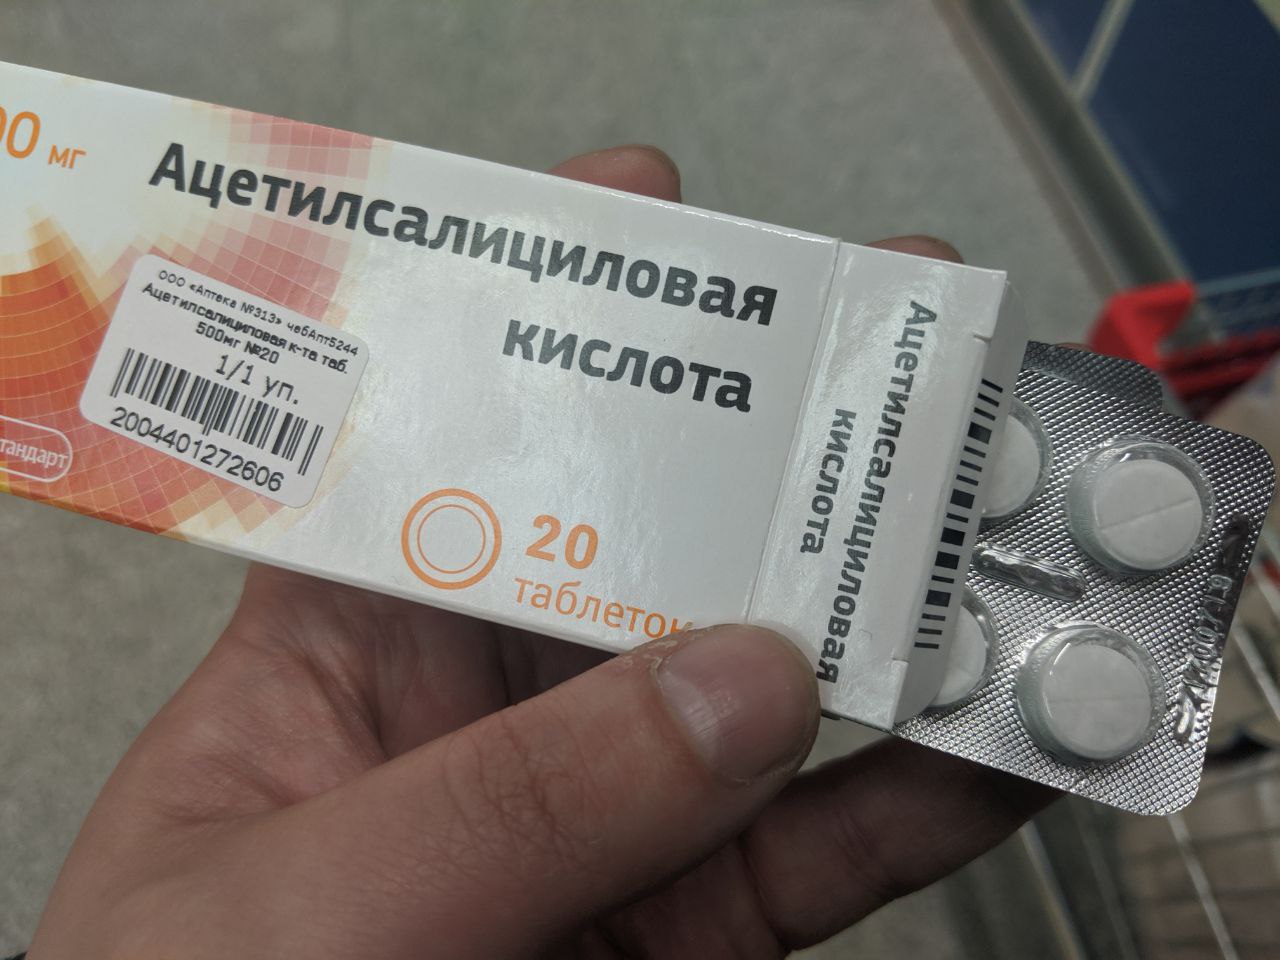 00 мг
Ацетилсалициловая
кислота
ООО «Аптека №313» чебАпт5244
Ацетилсалициловая к-та таб.
500мг №20
1/1 уп.
2004401272606
тандарт
20
таблеток
Ацетилсалициловая
кислота